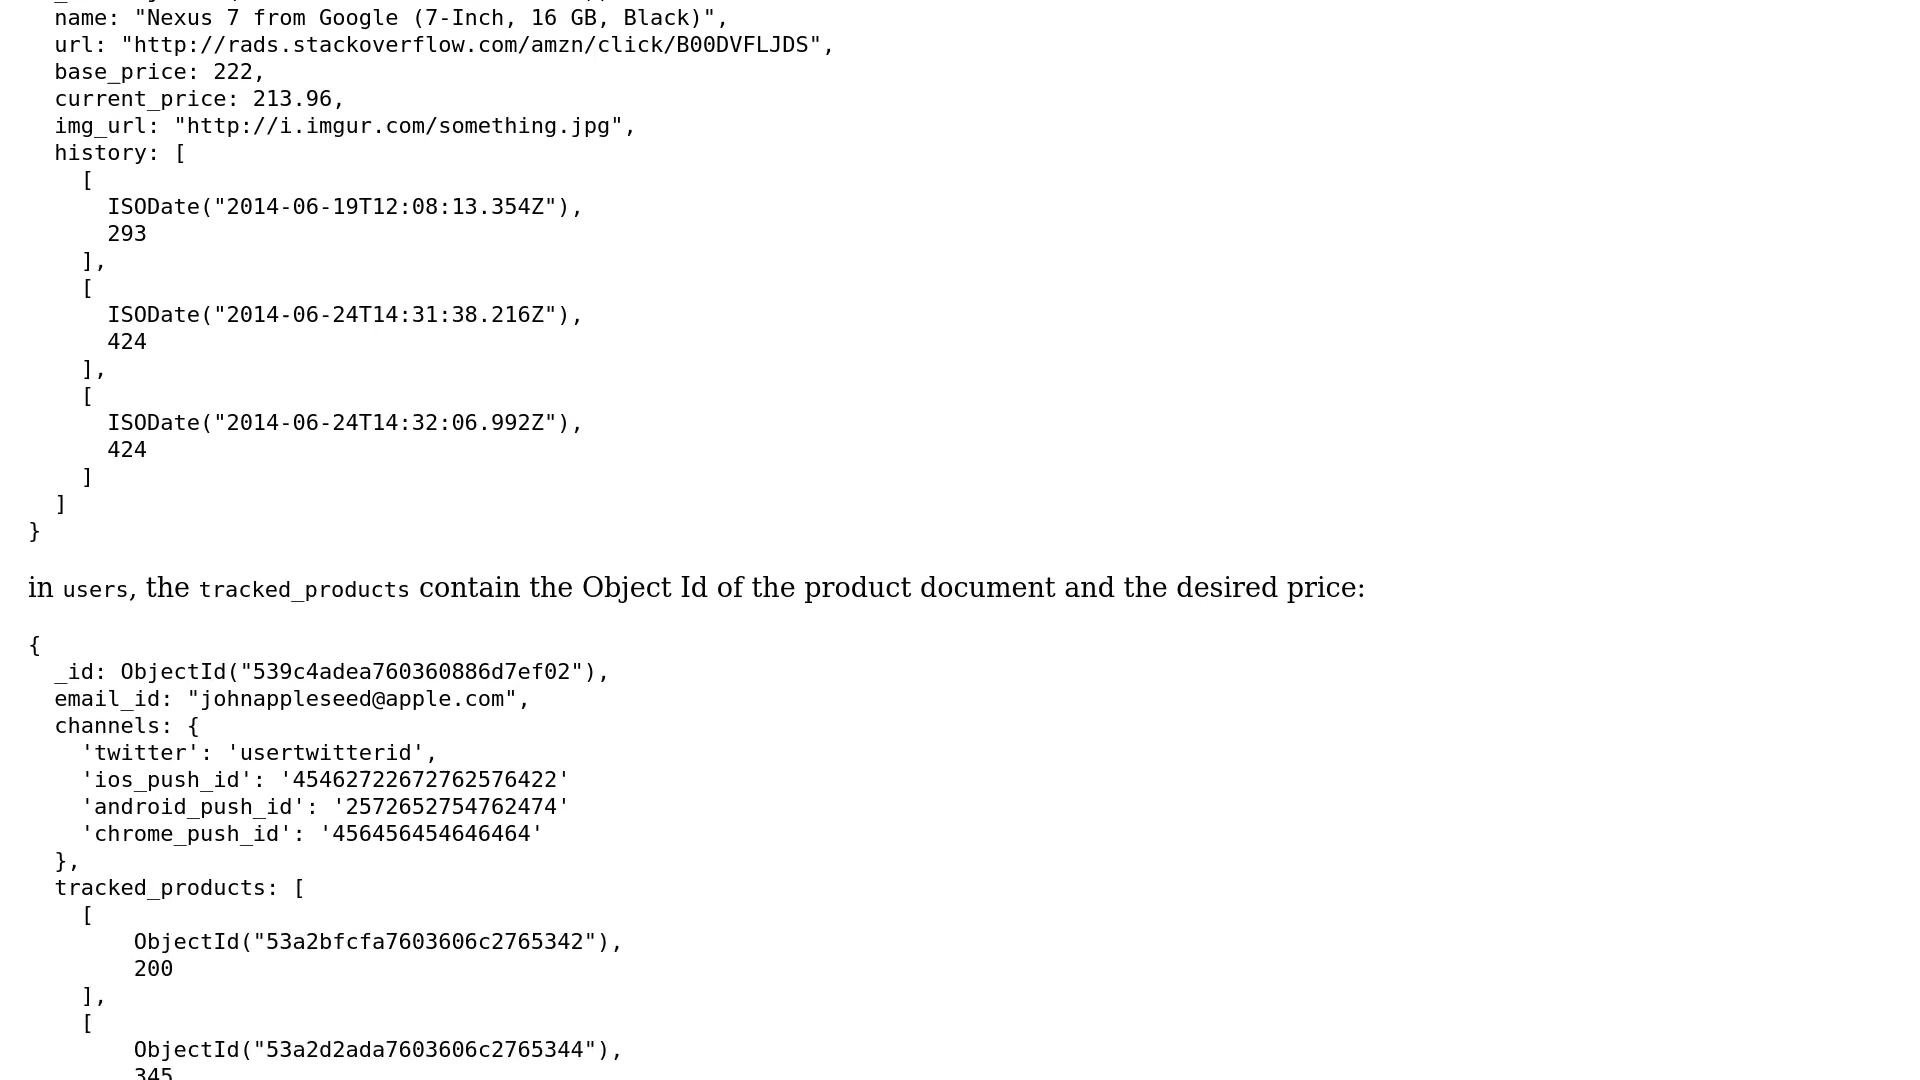 name: "Nexus 7 from Google (7-Inch, 16 GB, Black)",
url: "http://rads.stackoverflow.com/amzn/click/B00DVFLJDS",
base_price: 222,
current_price: 213.96,
img_url: "http://i.imgur.com/something.jpg",
history: [
[
ISODate("2014-06-19T12:08:13.354Z"),
293
],
[
ISODate("2014-06-24T14:31:38.216Z"),
424
],
[
ISODate("2014-06-24T14:32:06.992Z"),
424
]
]
}
in users, the tracked_products contain the Object Id of the product document and the desired price:
{
_id: ObjectId("539c4adea760360886d7ef02"),
email_id: "johnappleseed@apple.com",
channels: {
'twitter': 'usertwitterid',
'ios_push_id': '45462722672762576422'
'android_push_id': '2572652754762474'
'chrome_push_id': '456456454646464'
},
tracked_products: [
[
ObjectId("53a2bfcfa7603606c2765342"),
200
],
[
ObjectId("53a2d2ada7603606c2765344"),
345